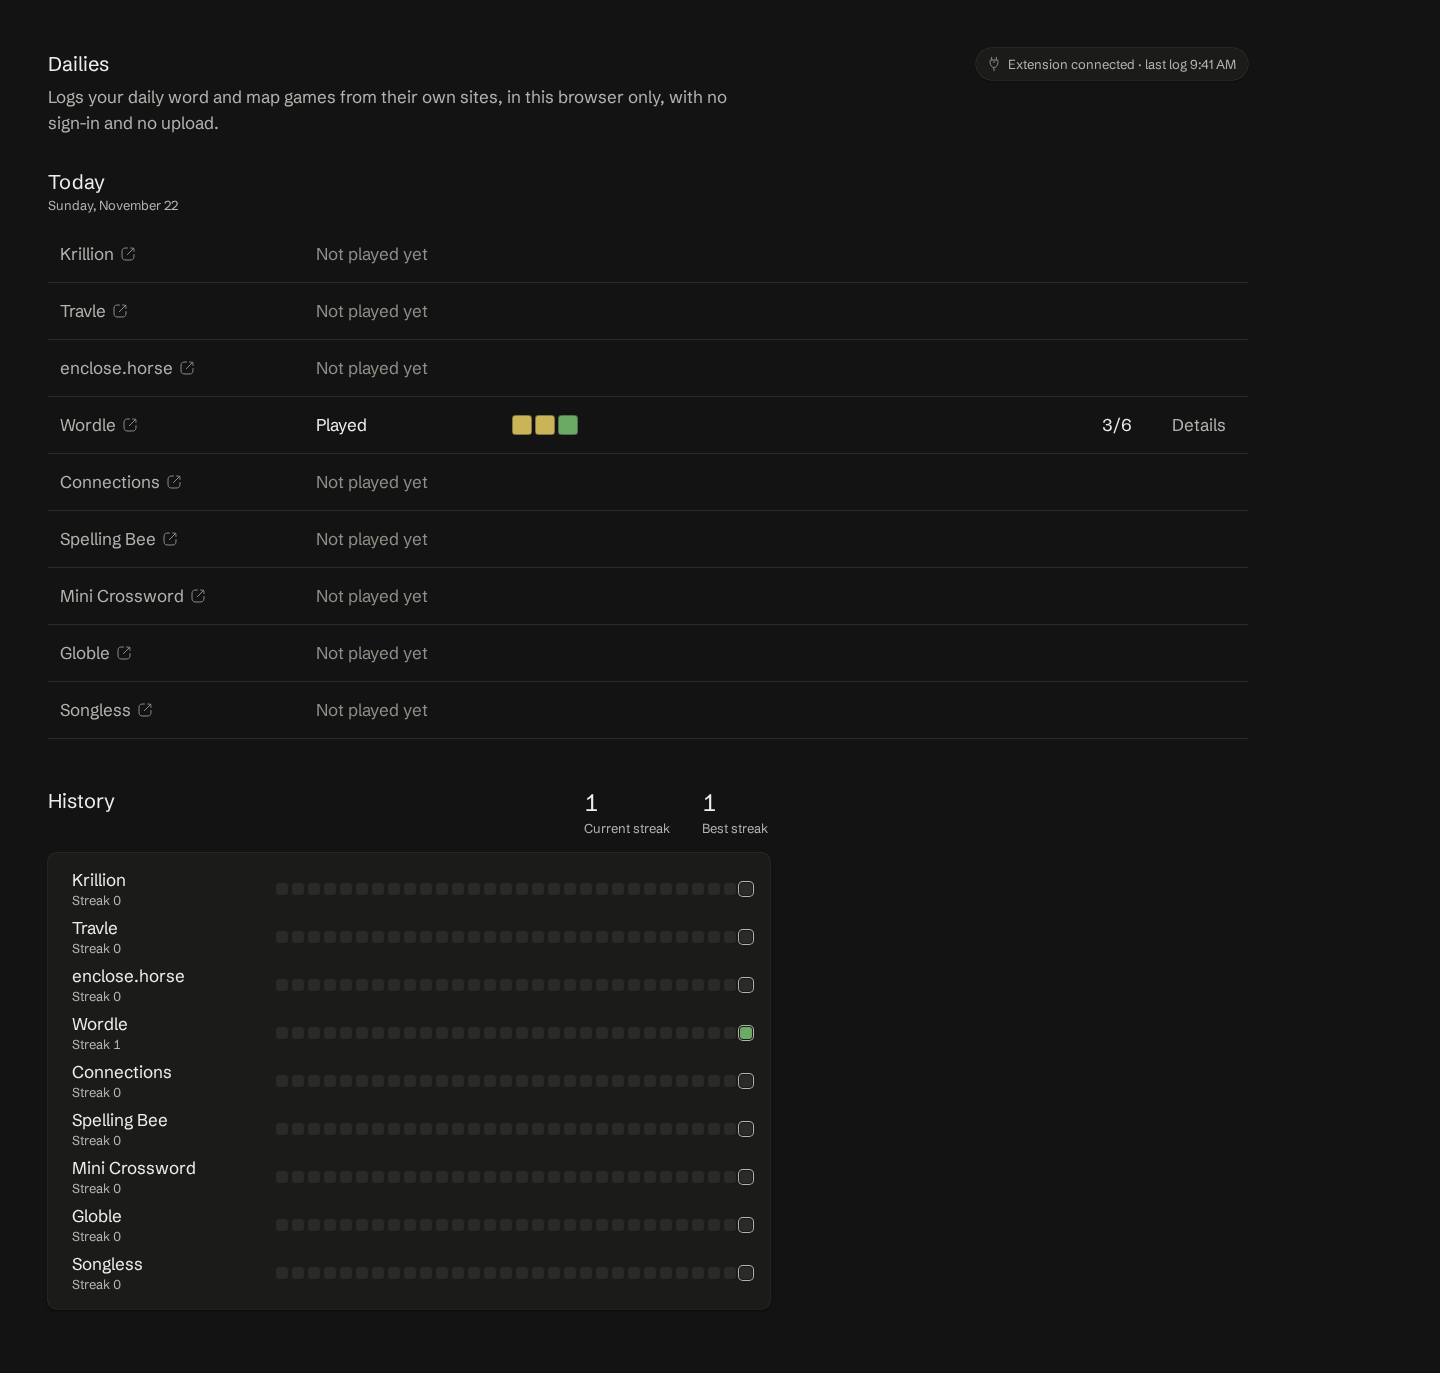 Dailies
Extension connected · last log 9:41 AM
Logs your daily word and map games from their own sites, in this browser only, with no
sign-in and no upload.
Today
Sunday, November 22
Krillion Not played yet
Travle Not played yet
enclose.horse Not played yet
Wordle Played 3/6 Details
Connections Not played yet
Spelling Bee Not played yet
Mini Crossword Not played yet
Globle Not played yet
Songless Not played yet
History
1 1
Current streak Best streak
Krillion
Streak 0
Travle
Streak 0
enclose.horse
Streak 0
Wordle
Streak 1
Connections
Streak 0
Spelling Bee
Streak 0
Mini Crossword
Streak 0
Globle
Streak 0
Songless
Streak 0